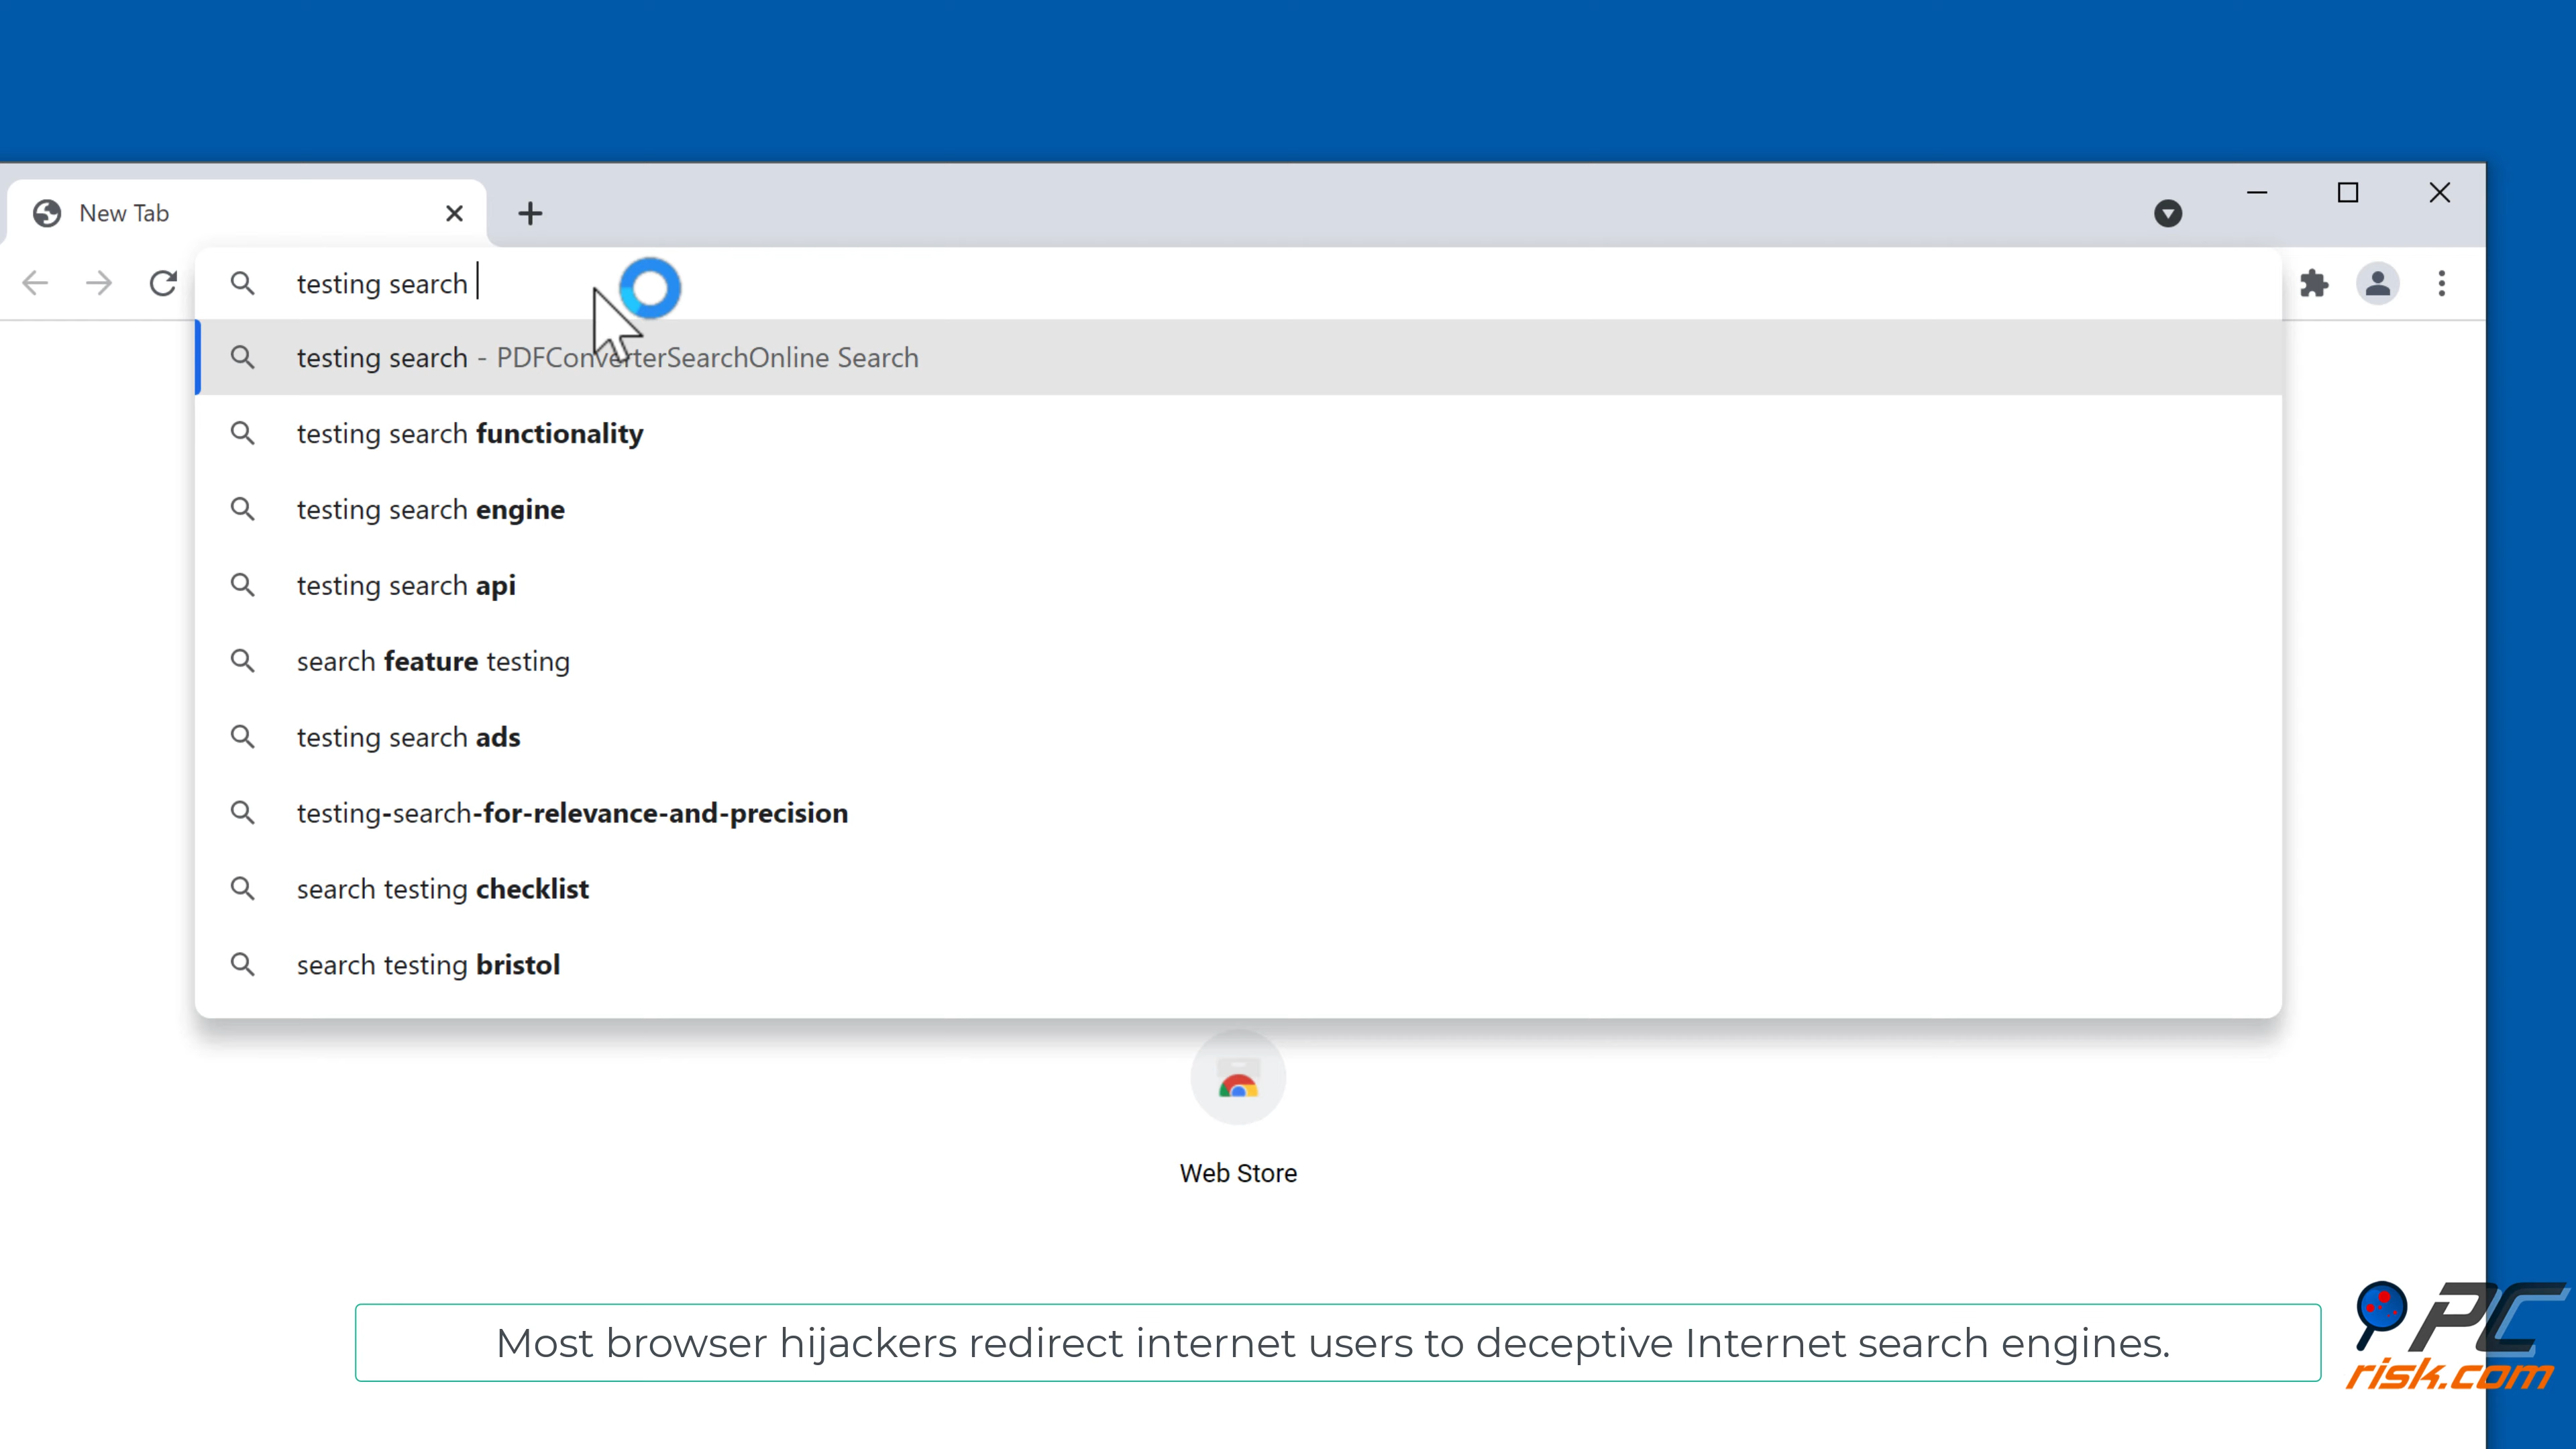 New Tab
testing search
testing search - PDFConverterSearchOnline Search
testing search functionality
testing search engine
testing search api
search feature testing
testing search ads
testing-search-for-relevance-and-precision
search testing checklist
search testing bristol
Web Store
Most browser hijackers redirect internet users to deceptive Internet search engines.
PC
risk.com